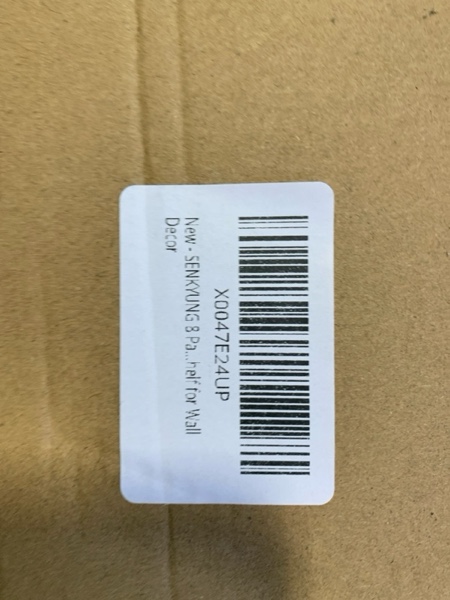 X0047E24UP
New - SENKYUNG 8 Pa...helf for Wall
Decor